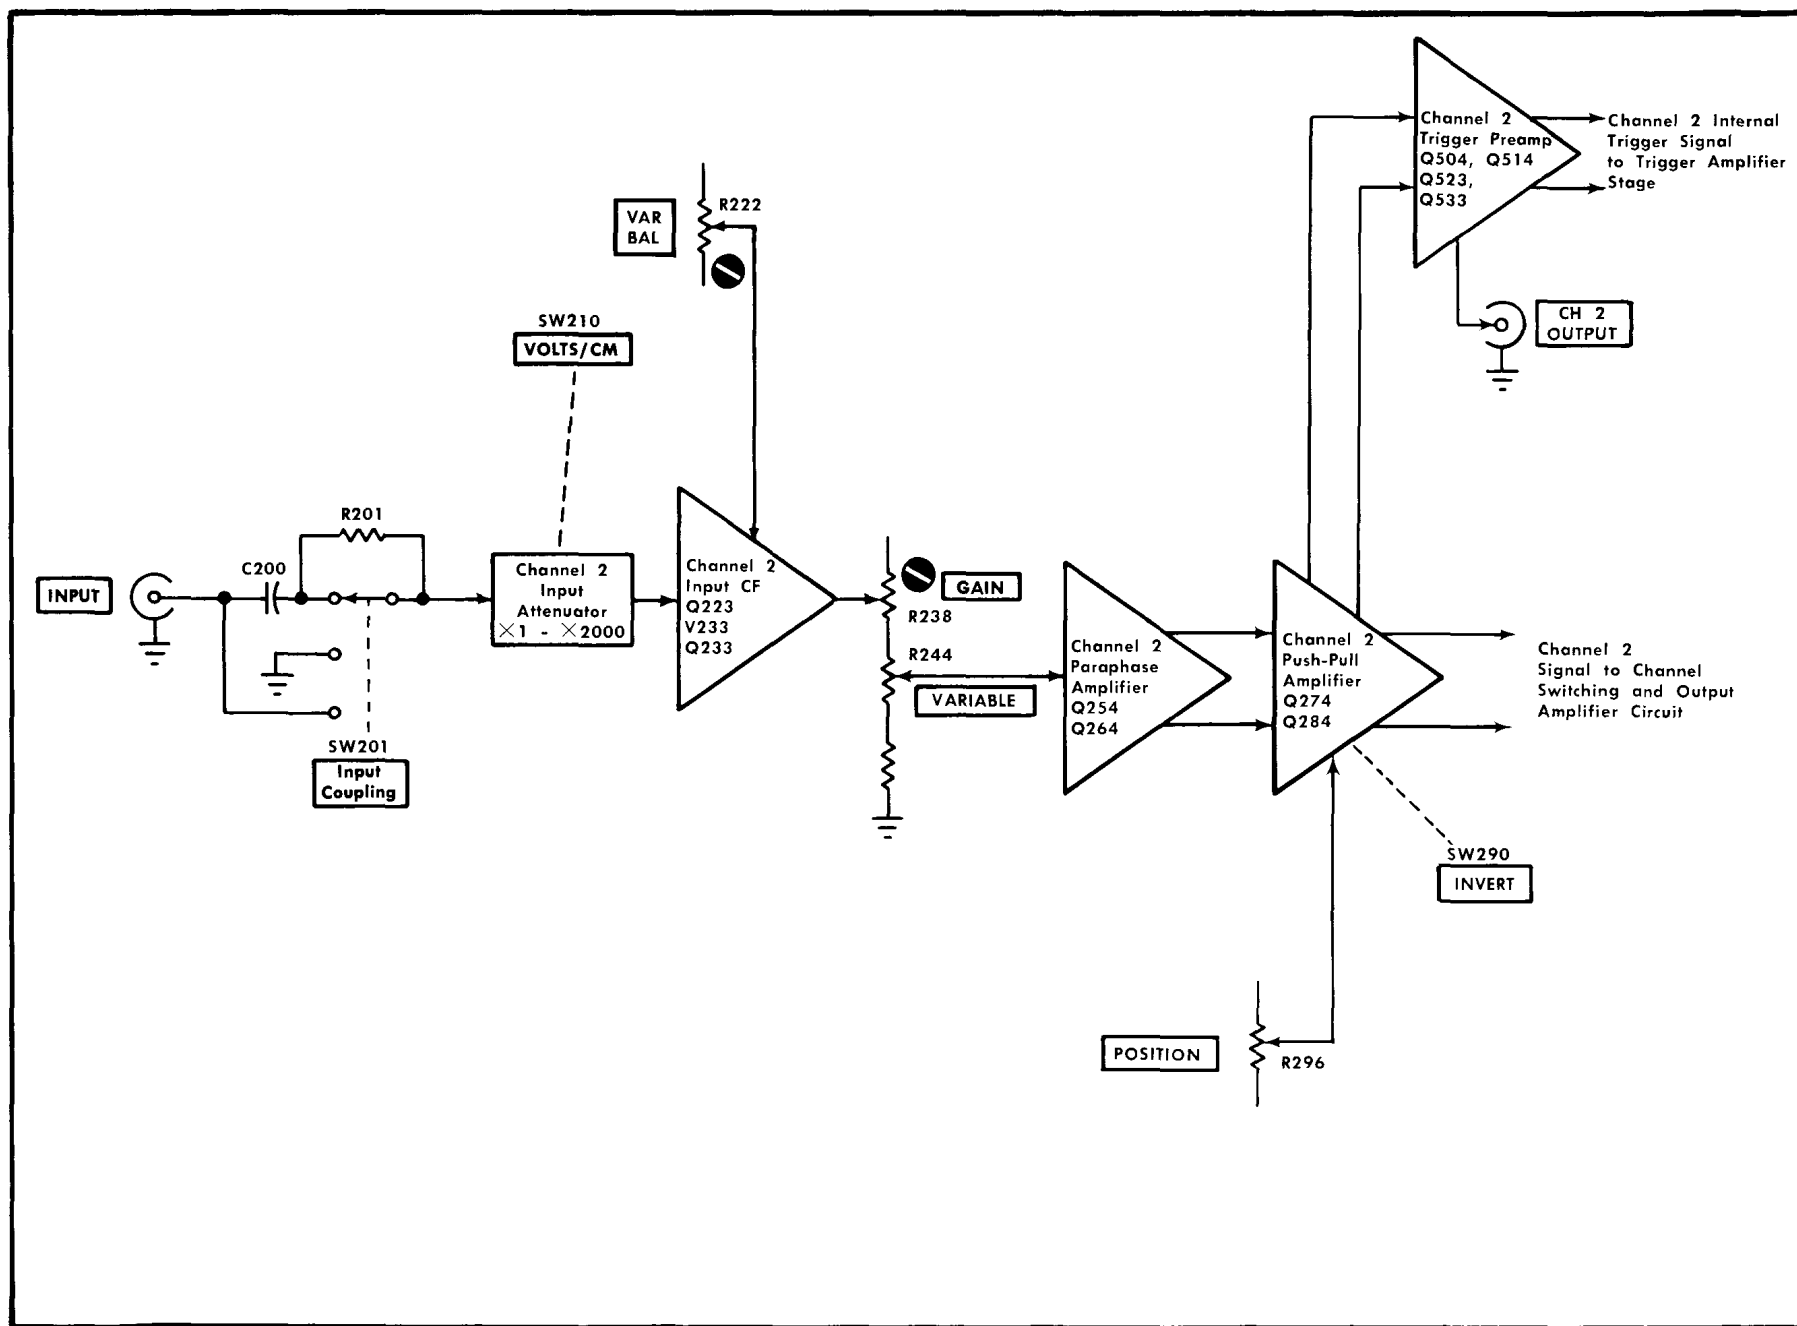 Channel 2
Trigger Preamp
Q504, Q514
Q523,
Q533
Channel 2 Internal
Trigger Signal
to Trigger Amplifier
Stage
CH 2
OUTPUT
VAR
BAL
R222
SW210
VOLTS/CM
INPUT
C200
R201
SW201
Input
Coupling
Channel 2
Input
Attenuator
×1 - ×2000
Channel 2
Input CF
Q223
V233
Q233
GAIN
R238
R244
VARIABLE
Channel 2
Paraphase
Amplifier
Q254
Q264
Channel 2
Push-Pull
Amplifier
Q274
Q284
Channel 2
Signal to Channel
Switching and Output
Amplifier Circuit
SW290
INVERT
POSITION
R296